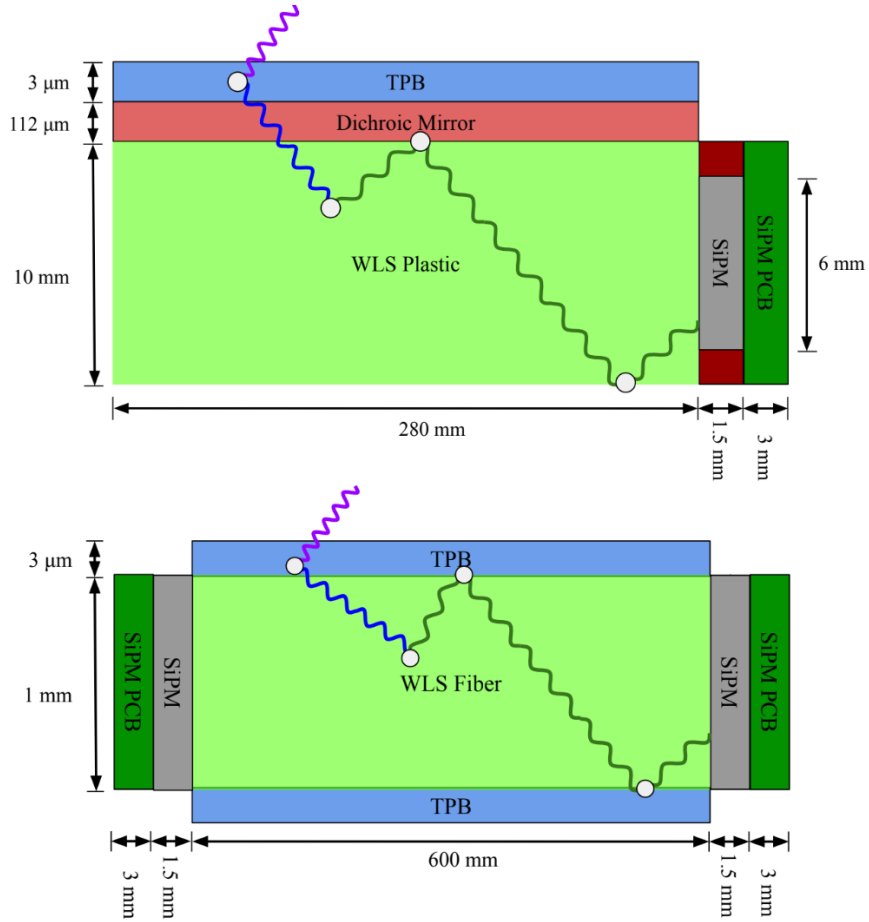 3 μm
TPB
112 μm
Dichroic Mirror
10 mm
WLS Plastic
SiPM
SiPM PCB
6 mm
280 mm
1.5 mm
3 mm
3 μm
TPB
1 mm
SiPM PCB
SiPM
WLS Fiber
SiPM
SiPM PCB
TPB
3 mm
1.5 mm
600 mm
1.5 mm
3 mm